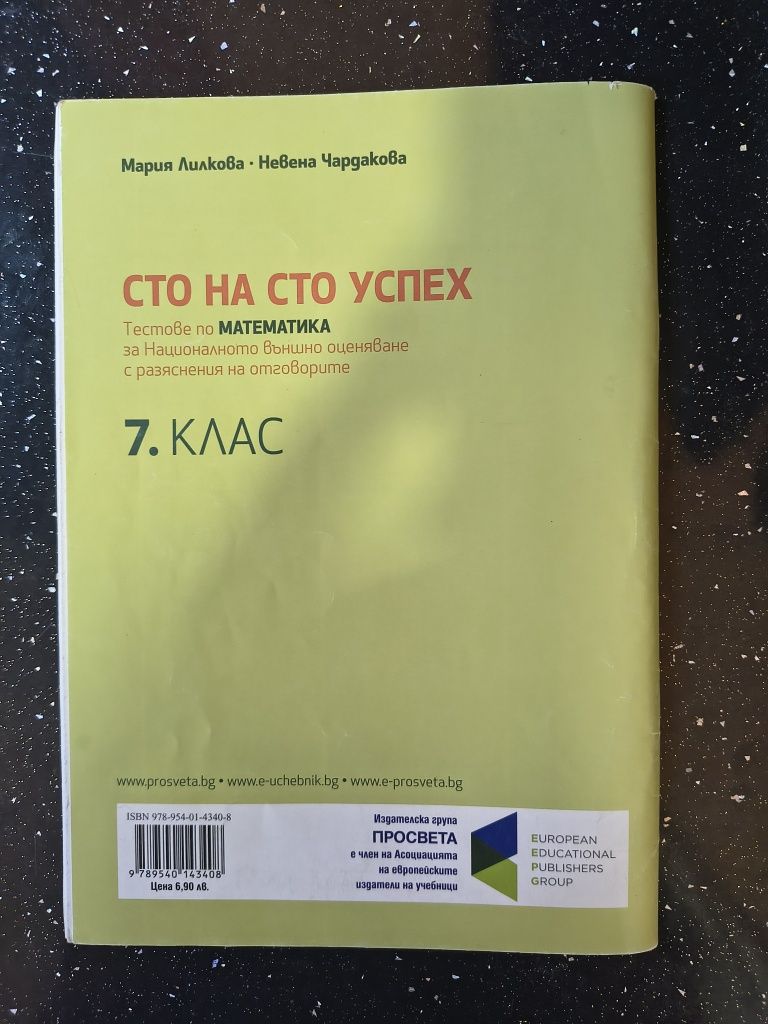 Мария Лилкова · Невена Чардакова
СТО НА СТО УСПЕХ
Тестове по МАТЕМАТИКА
за Националното външно оценяване
с разяснения на отговорите
7. КЛАС
www.prosveta.bg • www.e-uchebnik.bg • www.e-prosveta.bg
ISBN 978-954-01-4340-8
9 789540 143408
Цена 6,90 лв.
Издателска група
ПРОСВЕТА
е член на Асоциацията
на европейските
издатели на учебници
EUROPEAN
EDUCATIONAL
PUBLISHERS
GROUP